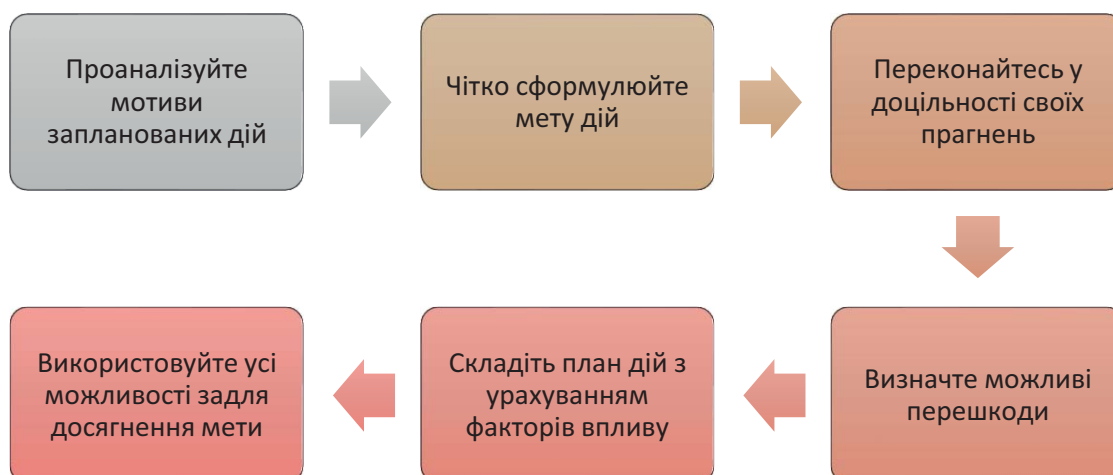 Проаналізуйте
мотиви
запланованих дій
Чітко сформулюйте
мету дій
Переконайтесь у
доцільності своїх
прагнень
Визначте можливі
перешкоди
Складіть план дій з
урахуванням
факторів впливу
Використовуйте усі
можливості задля
досягнення мети